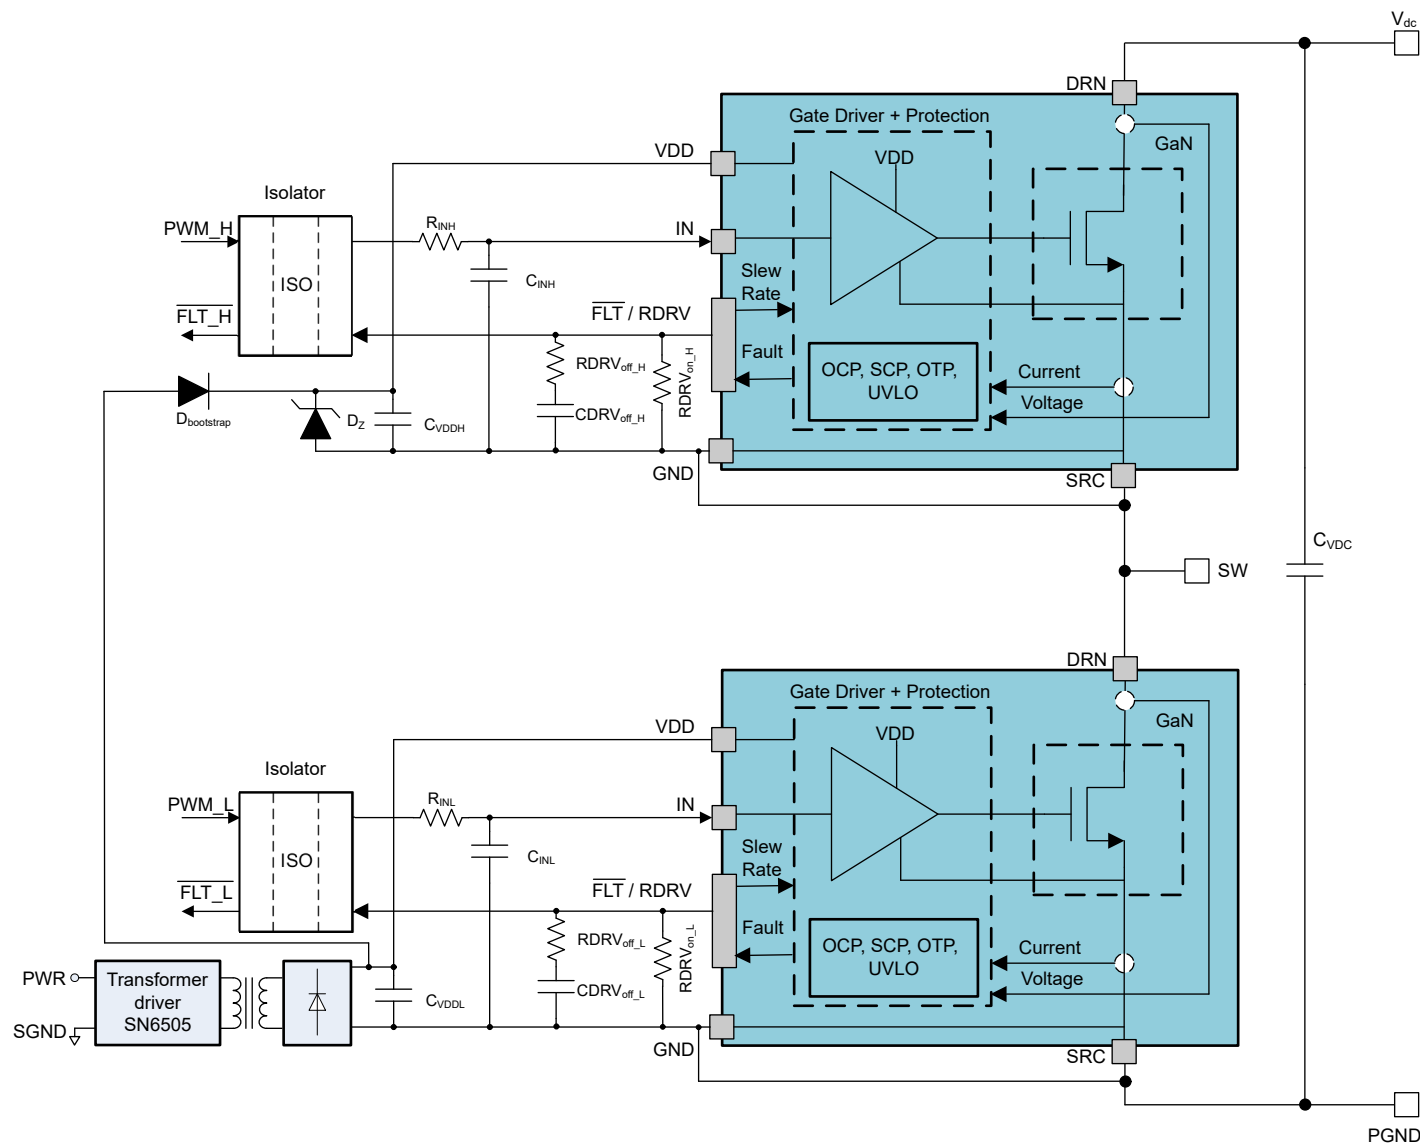 Vdc
DRN
Gate Driver + Protection
GaN
VDD
VDD
Isolator
PWM_H
RINH
IN
ISO
CINH
Slew
Rate
FLT_H
FLT / RDRV
RDRVoff_H
RDRVon_H
Fault
OCP, SCP, OTP,
UVLO
Current
Voltage
Dbootstrap
DZ
CVDDH
CDRVoff_H
GND
SRC
CVDC
SW
DRN
Gate Driver + Protection
GaN
VDD
VDD
Isolator
PWM_L
RINL
IN
ISO
CINL
Slew
Rate
FLT_L
FLT / RDRV
RDRVoff_L
RDRVon_L
Fault
OCP, SCP, OTP,
UVLO
Current
Voltage
PWR
Transformer
driver
SN6505
CVDDL
CDRVoff_L
SGND
GND
SRC
PGND